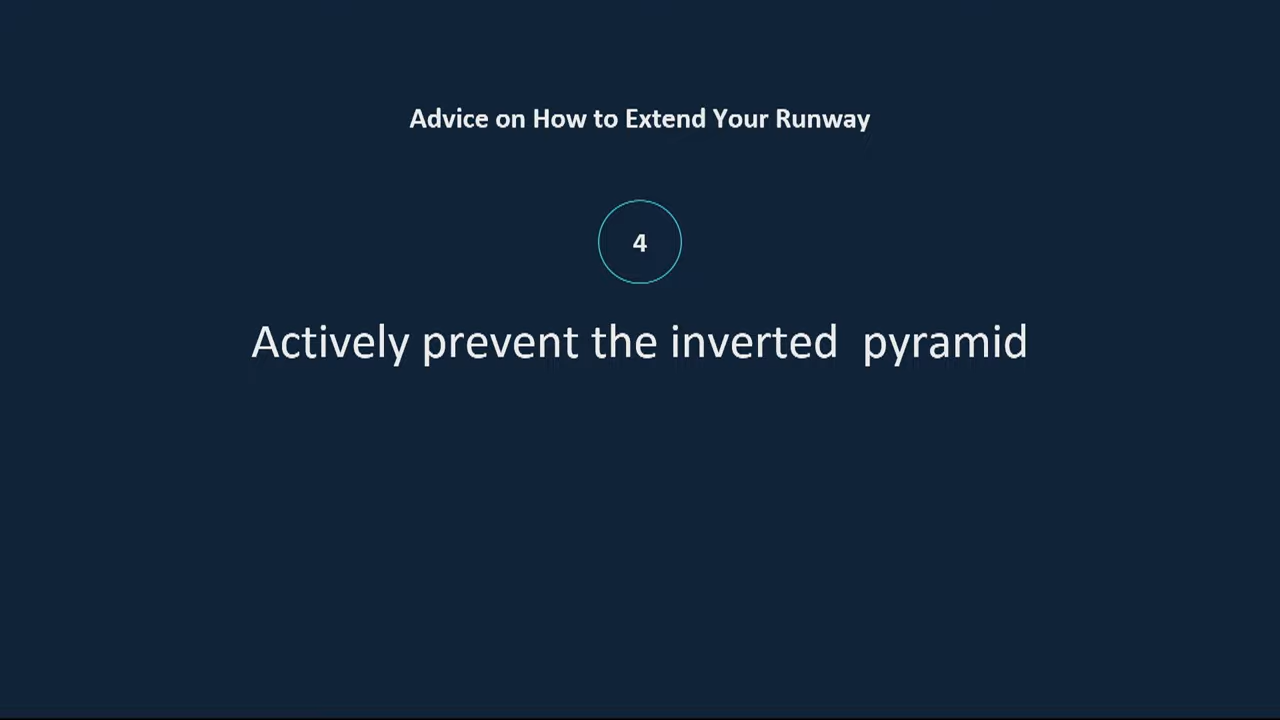 Advice on How to Extend Your Runway
4
Actively prevent the inverted  pyramid